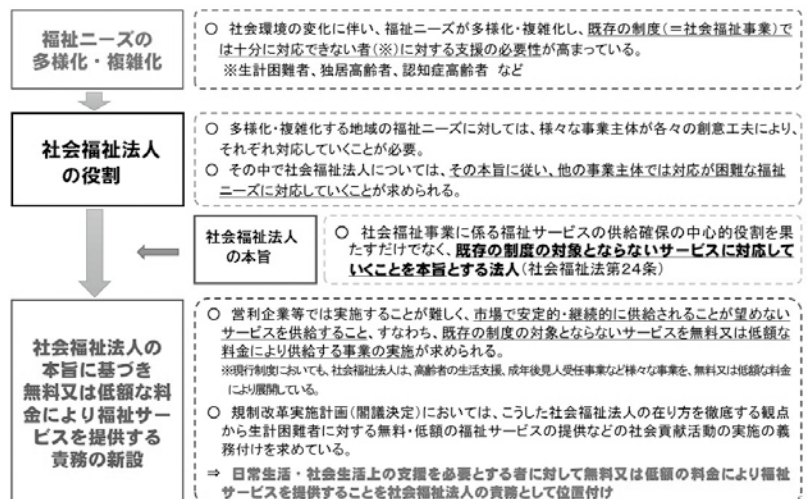 福祉ニーズの
多様化・複雑化
○ 社会環境の変化に伴い、福祉ニーズが多様化・複雑化し、既存の制度(=社会福祉事業)で
は十分に対応できない者(※)に対する支援の必要性が高まっている。
※生計困難者、独居高齢者、認知症高齢者 など
社会福祉法人
の役割
○ 多様化・複雑化する地域の福祉ニーズに対しては、様々な事業主体が各々の創意工夫により、
それぞれ対応していくことが必要。
○ その中で社会福祉法人については、その本旨に従い、他の事業主体では対応が困難な福祉
ニーズに対応していくことが求められる。
社会福祉法人
の本旨
○ 社会福祉事業に係る福祉サービスの供給確保の中心的役割を果
たすだけでなく、既存の制度の対象とならないサービスに対応して
いくことを本旨とする法人(社会福祉法第24条)
社会福祉法人の
本旨に基づき
無料又は低額な料
金により福祉サー
ビスを提供する
責務の新設
○ 営利企業等では実施することが難しく、市場で安定的・継続的に供給されることが望めない
サービスを供給すること、すなわち、既存の制度の対象とならないサービスを無料又は低額な
料金により供給する事業の実施が求められる。
※現行制度においても、社会福祉法人は、高齢者の生活支援、成年後見人受任事業など様々な事業を、無料又は低額な料金
により展開している。
○ 規制改革実施計画(閣議決定)においては、こうした社会福祉法人の在り方を徹底する観点
から生計困難者に対する無料・低額の福祉サービスの提供などの社会貢献活動の実施の義
務付けを求めている。
⇒ 日常生活・社会生活上の支援を必要とする者に対して無料又は低額の料金により福祉
サービスを提供することを社会福祉法人の責務として位置付け